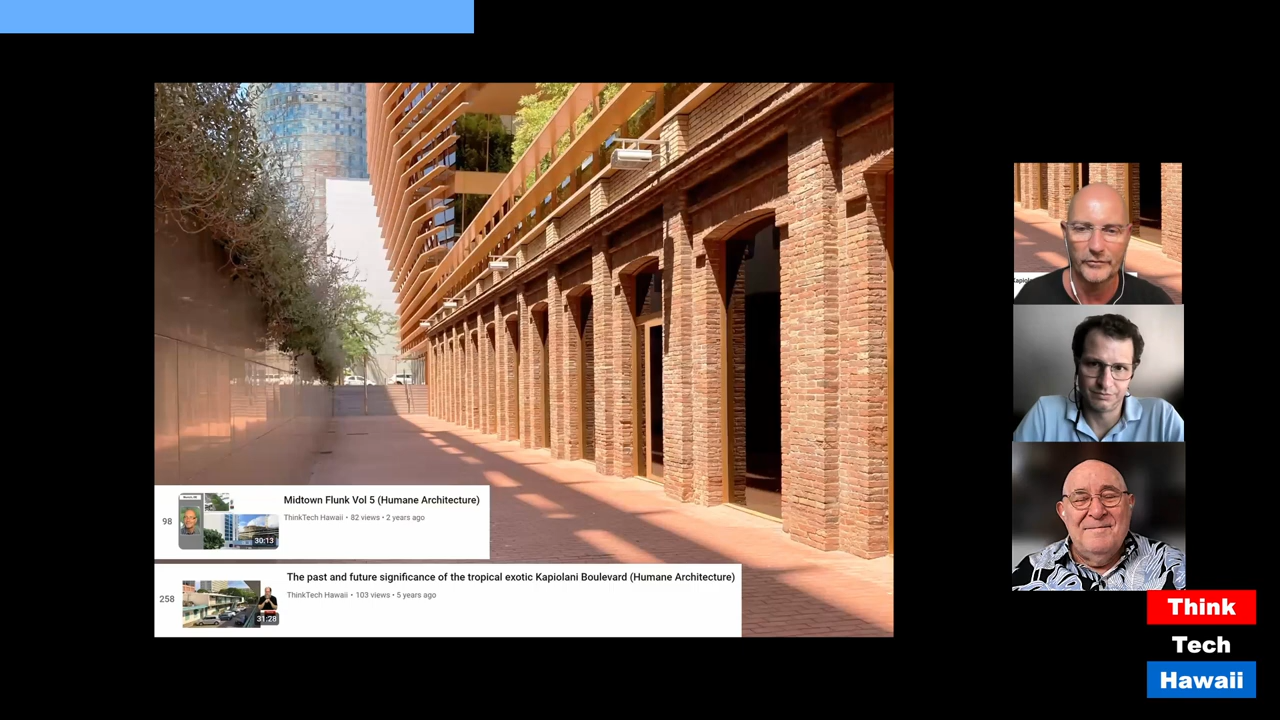 98
Midtown Flunk Vol 5 (Humane Architecture)
ThinkTech Hawaii • 82 views • 2 years ago
30:13
258
The past and future significance of the tropical exotic Kapiolani Boulevard (Humane Architecture)
ThinkTech Hawaii • 103 views • 5 years ago
31:28
Think
Tech
Hawaii